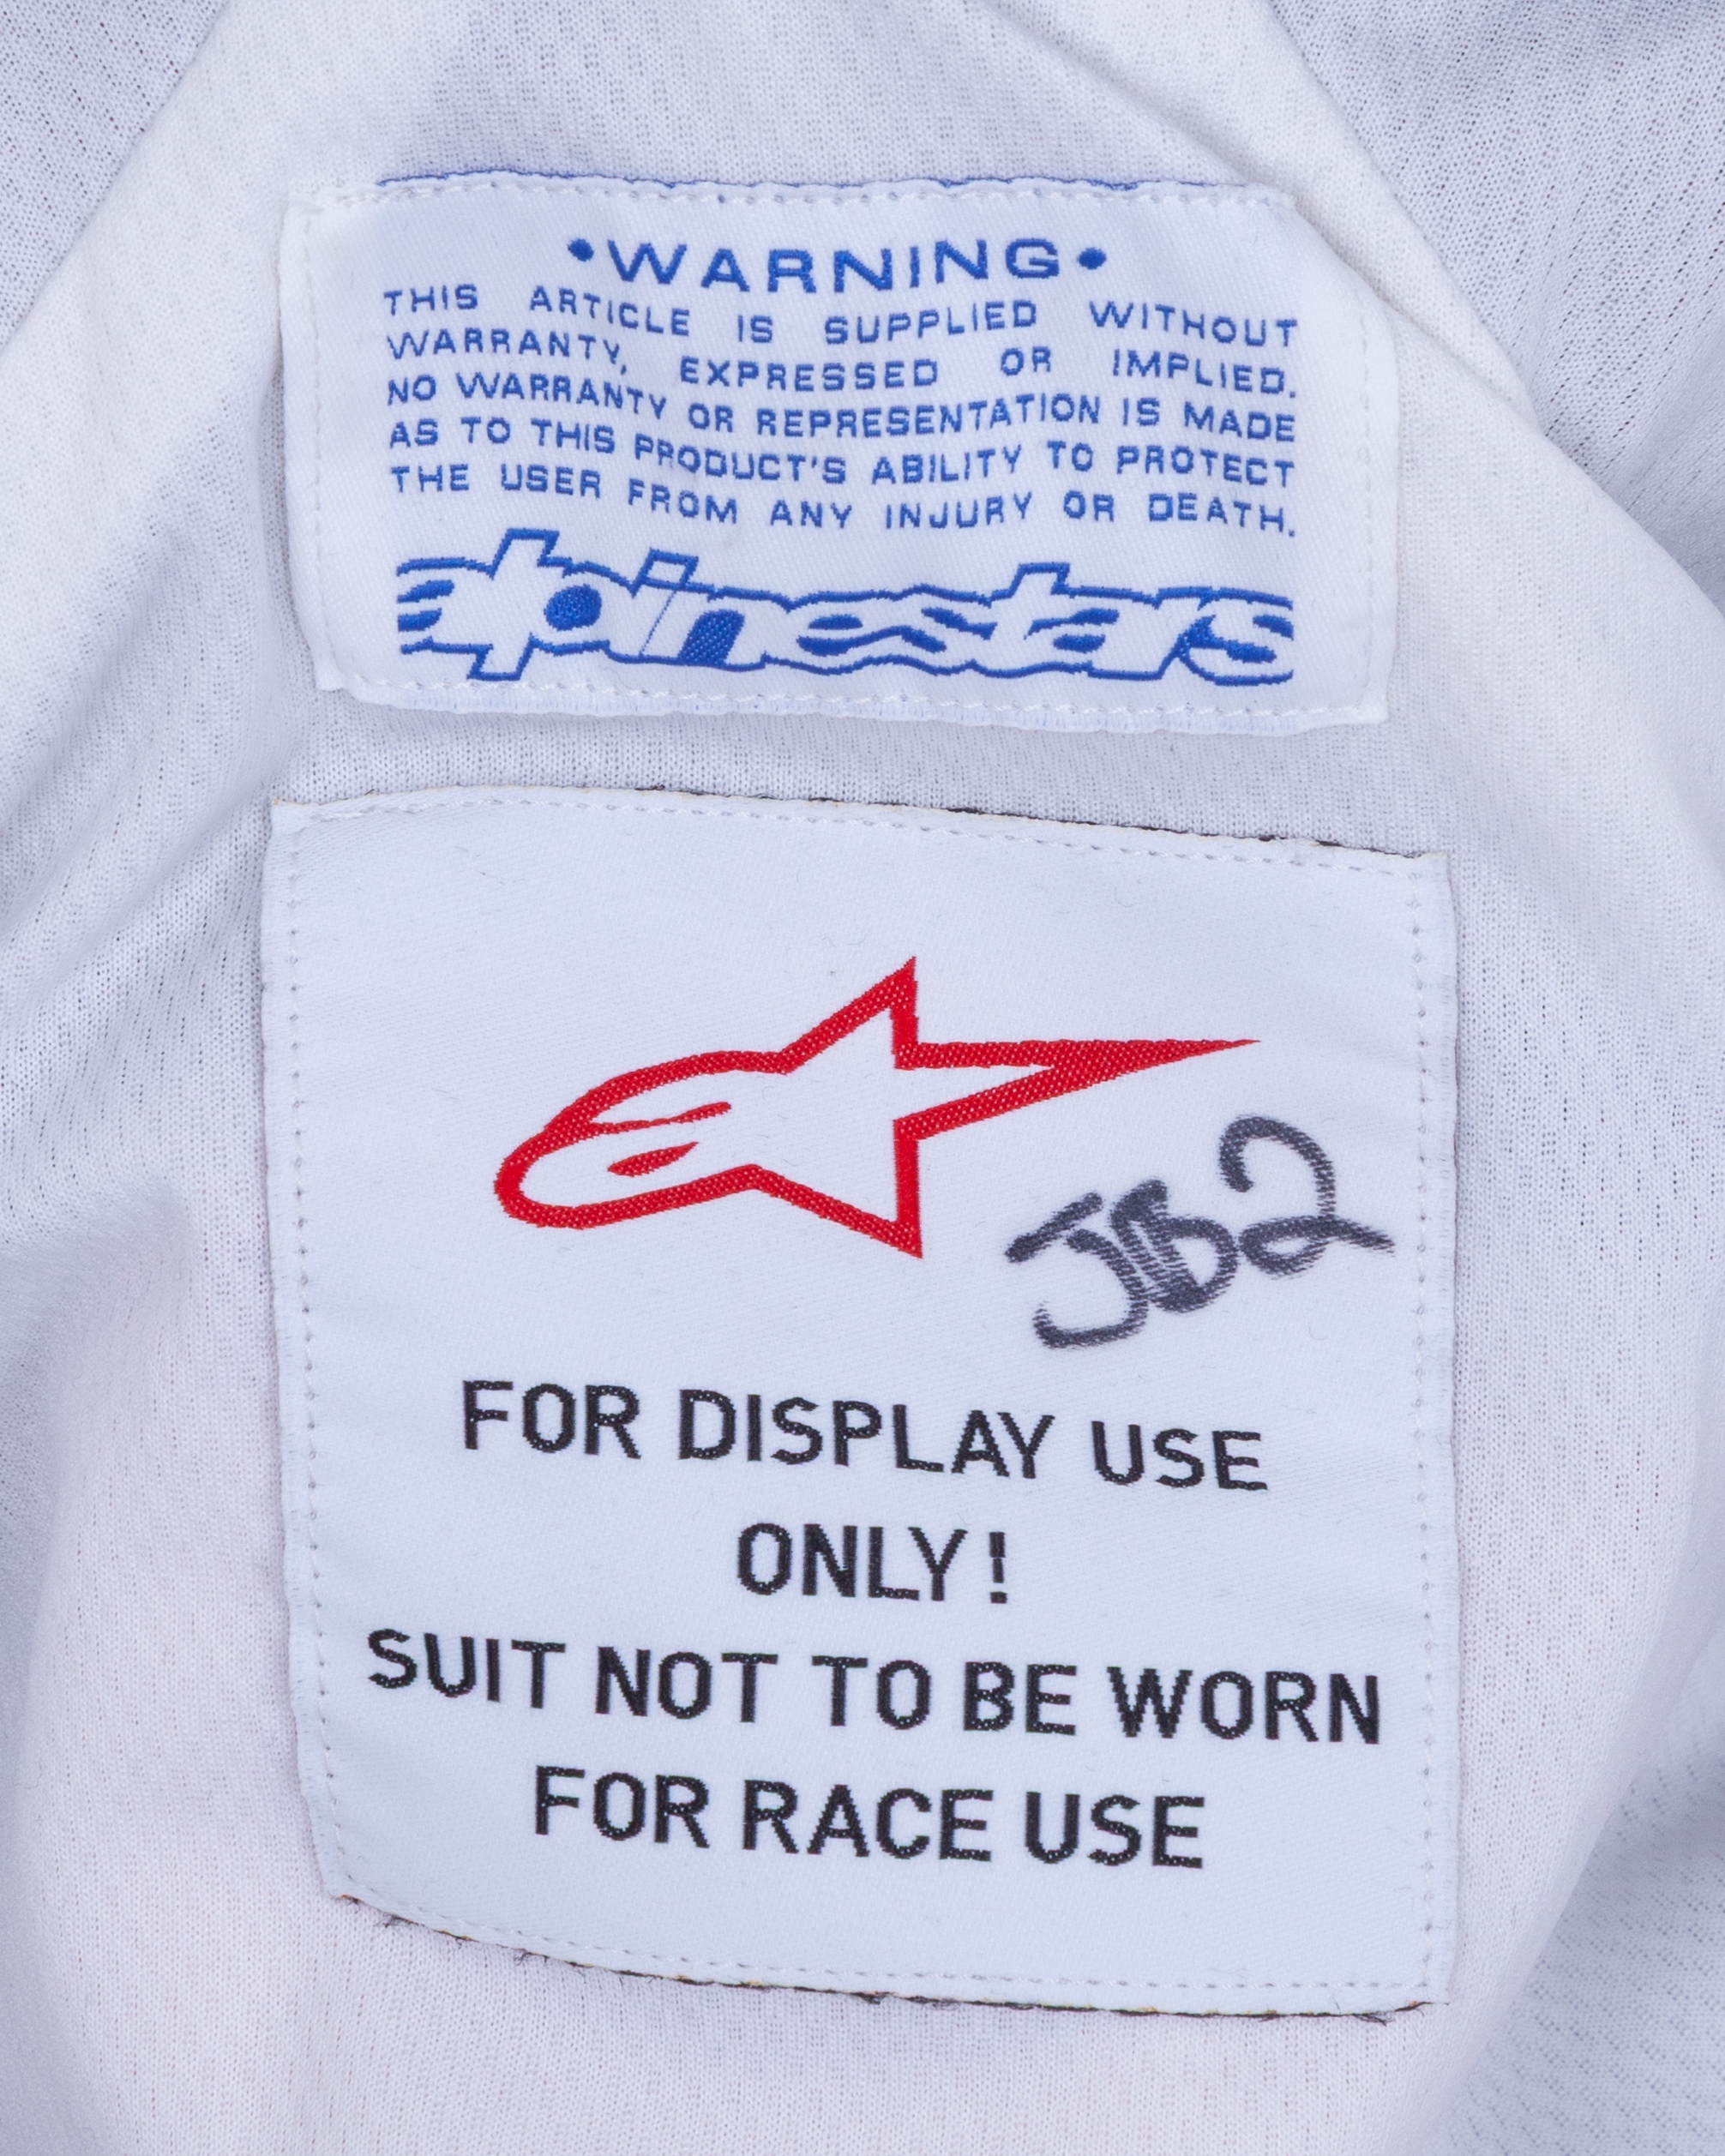 •WARNING•
THIS ARTICLE IS SUPPLIED WITHOUT
WARRANTY, EXPRESSED OR IMPLIED.
NO WARRANTY OR REPRESENTATION IS MADE
AS TO THIS PRODUCT'S ABILITY TO PROTECT
THE USER FROM ANY INJURY OR DEATH.
alpinestars
JB2
FOR DISPLAY USE
ONLY!
SUIT NOT TO BE WORN
FOR RACE USE